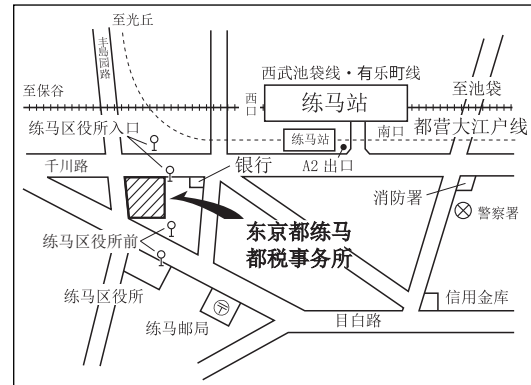 至光丘
丰岛园路
西武池袋线·有乐町线
至保谷
西口
练马站
至池袋
练马区役所入口
练马站
南口
都营大江户线
千川路
银行
A2 出口
消防署
警察署
东京都练马
都税事务所
练马区役所前
练马区役所
信用金库
练马邮局
〒
目白路